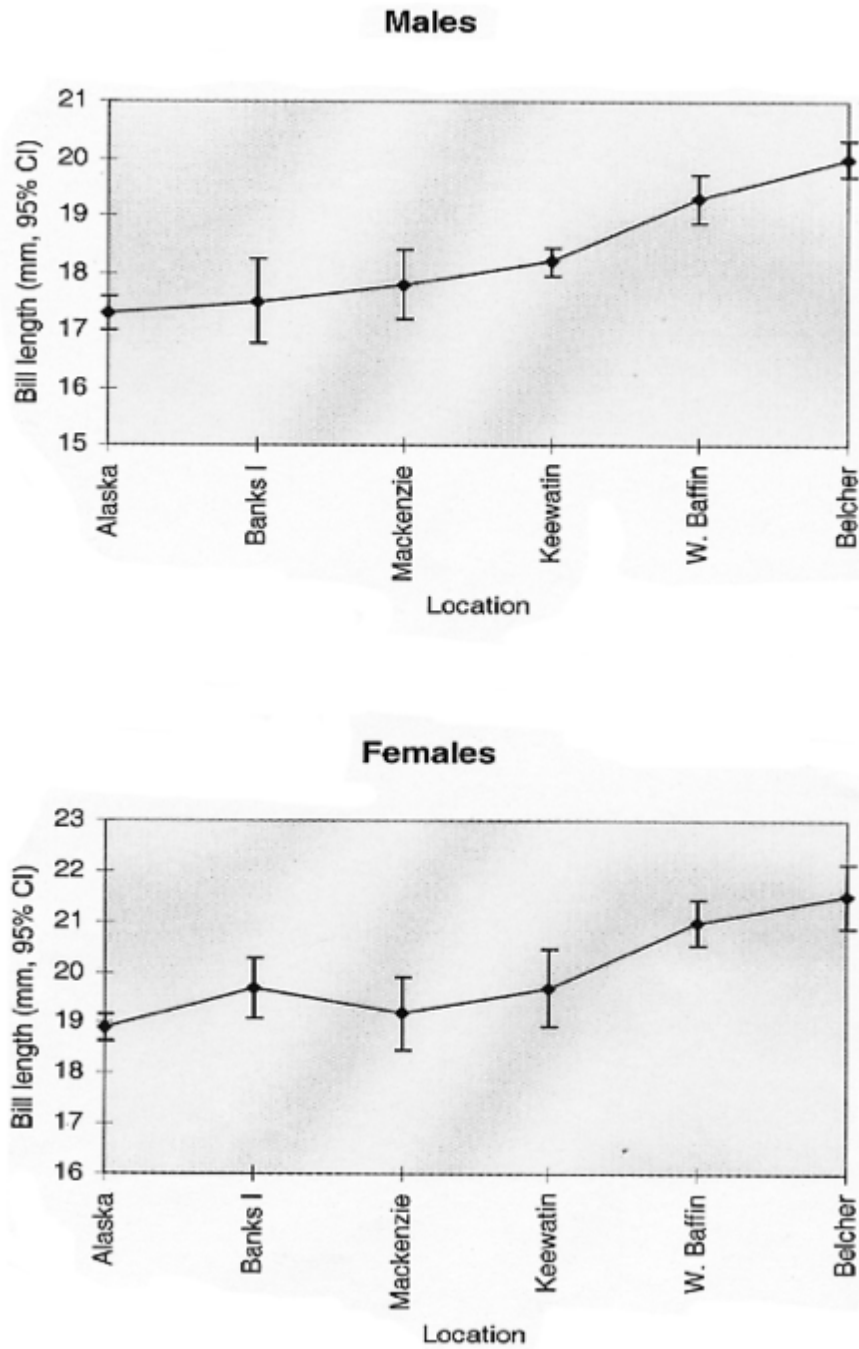 Males
Bill length (mm, 95% CI)
21
20
19
18
17
16
15
Alaska
Banks I
Mackenzie
Keewatin
W. Baffin
Belcher
Location
Females
Bill length (mm, 95% CI)
23
22
21
20
19
18
17
16
Alaska
Banks I
Mackenzie
Keewatin
W. Baffin
Belcher
Location